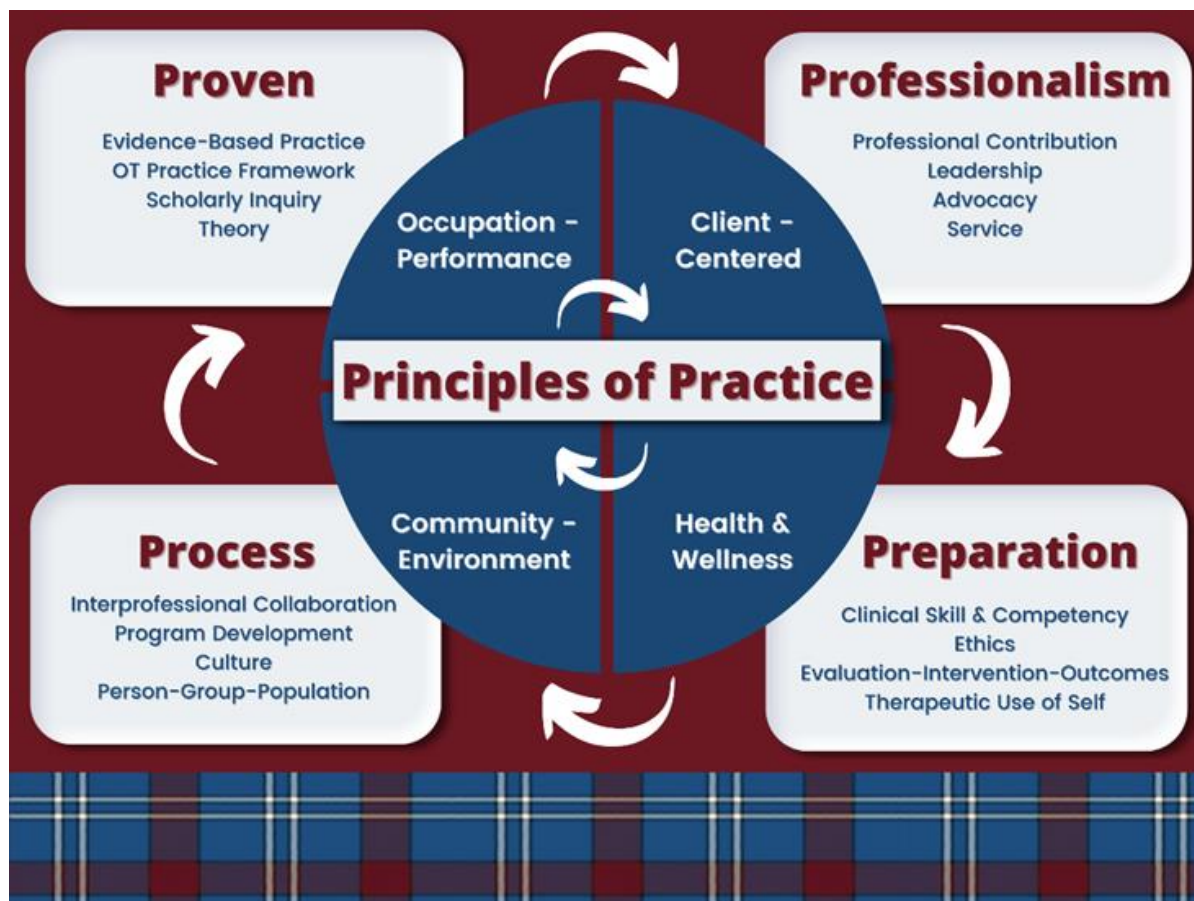 Proven
Evidence-Based Practice
OT Practice Framework
Scholarly Inquiry
Theory
Professionalism
Professional Contribution
Leadership
Advocacy
Service
Occupation -
Performance
Client -
Centered
Principles of Practice
Community -
Environment
Health &
Wellness
Process
Interprofessional Collaboration
Program Development
Culture
Person-Group-Population
Preparation
Clinical Skill & Competency
Ethics
Evaluation-Intervention-Outcomes
Therapeutic Use of Self